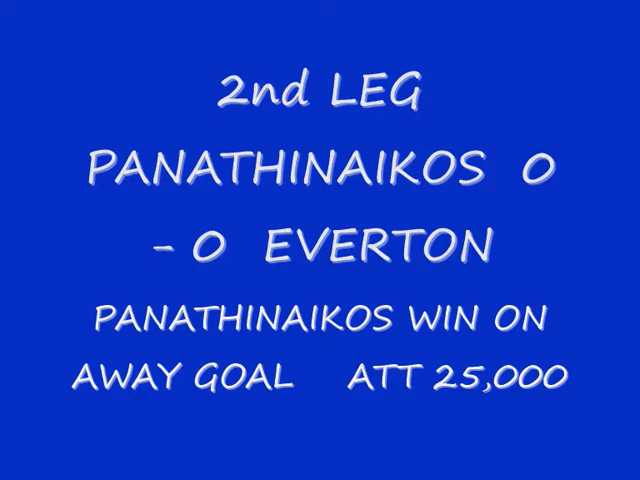 2nd LEG
PANATHINAIKOS 0
- 0 EVERTON
PANATHINAIKOS WIN ON
AWAY GOAL ATT 25,000